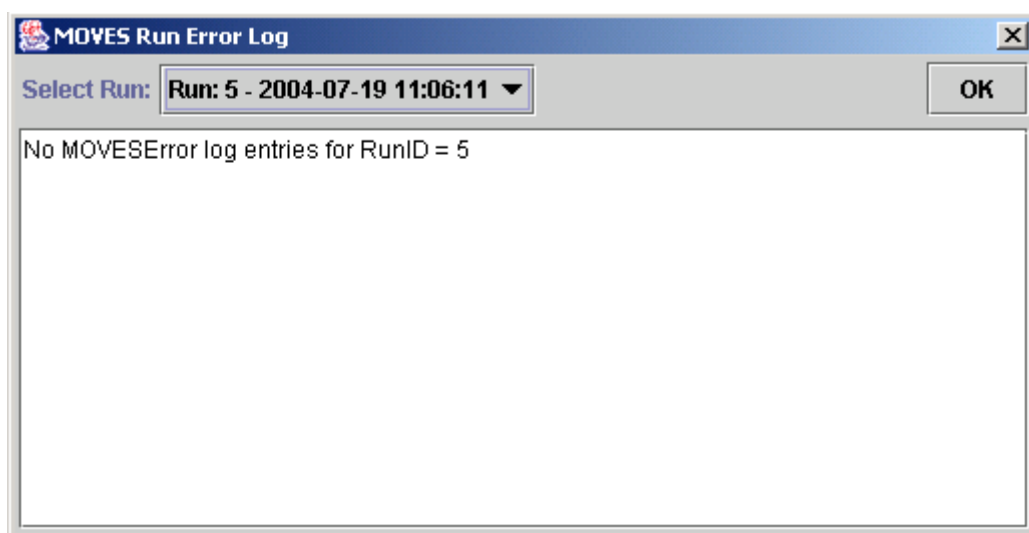 MOVES Run Error Log
Select Run: Run: 5 - 2004-07-19 11:06:11 OK
No MOVESError log entries for RunID = 5